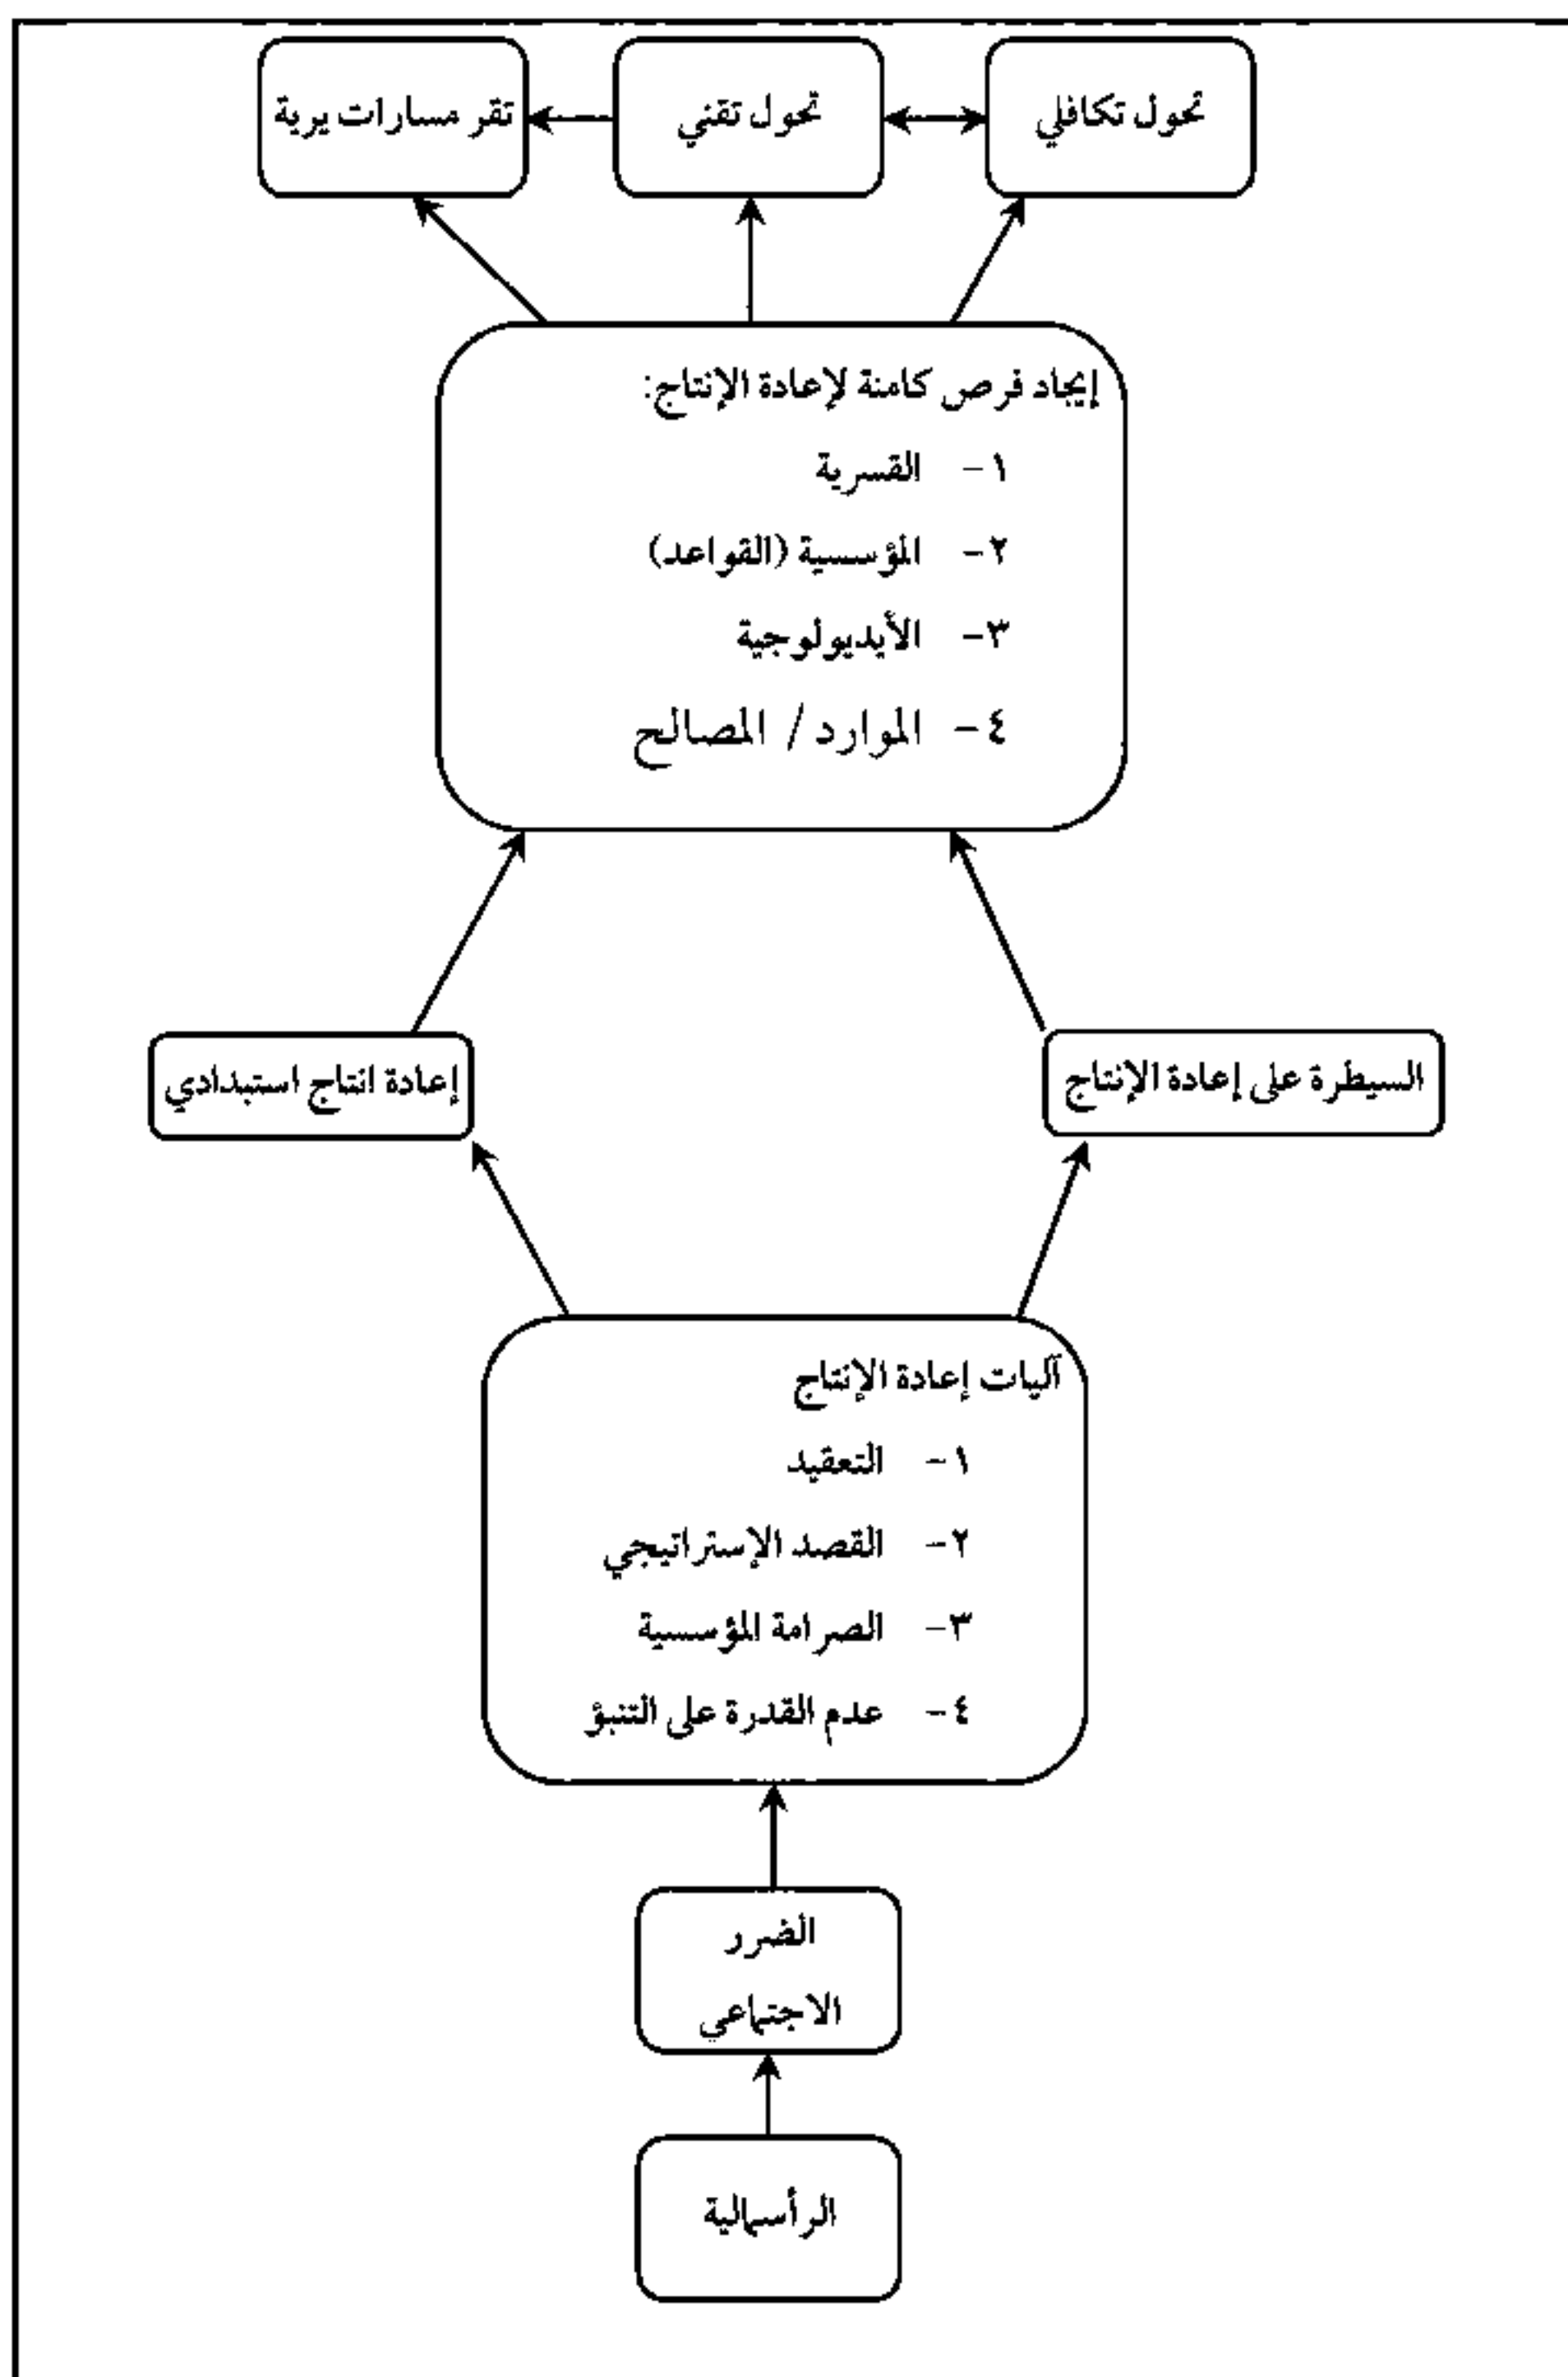 تحول تكافلي
تحول تقني
تقر مسارات يرية
إيجاد فرص كامنة لإعادة الإنتاج:
١- القسرية
٢- المؤسسية (القواعد)
٣- الأيديولوجية
٤- الموارد / المصالح
السيطرة على إعادة الإنتاج
إعادة انتاج استبدادي
آليات إعادة الإنتاج
١- التعقيد
٢- القصد الإستراتيجي
٣- الصرامة المؤسسية
٤- عدم القدرة على التنبؤ
الضرر
الاجتماعي
الرأسمالية